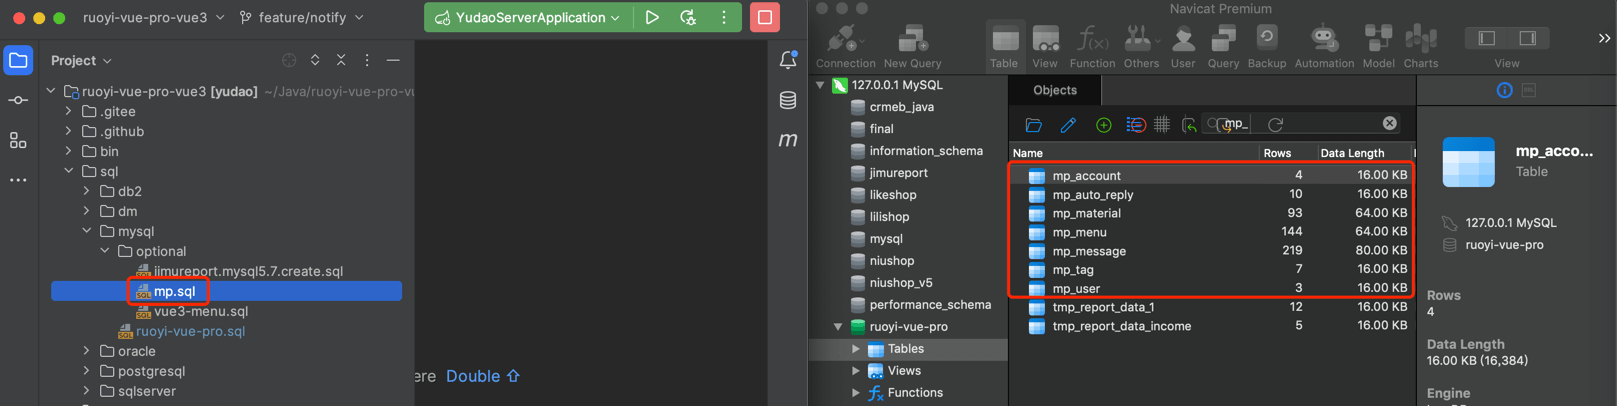 ruoyi-vue-pro-vue3
feature/notify
YudaoServerApplication
Project
ruoyi-vue-pro-vue3 [yudao] ~/Java/ruoyi-vue-pro-vu
.gitee
.github
bin
sql
db2
dm
mysql
optional
jimureport.mysql5.7.create.sql
SQL mp.sql
SQL vue3-menu.sql
SQL ruoyi-vue-pro.sql
oracle
postgresql
sqlserver
ere Double
m
Navicat Premium
Connection New Query Table View Function Others User Query Backup Automation Model Charts View
127.0.0.1 MySQL
crmeb_java
final
information_schema
jimureport
likeshop
lilishop
mysql
niushop
niushop_v5
performance_schema
ruoyi-vue-pro
Tables
Views
Functions
Objects
mp_
Name Rows Data Length
mp_account 4 16.00 KB
mp_auto_reply 10 16.00 KB
mp_material 93 64.00 KB
mp_menu 144 64.00 KB
mp_message 219 80.00 KB
mp_tag 7 16.00 KB
mp_user 3 16.00 KB
tmp_report_data_1 12 16.00 KB
tmp_report_data_income 5 16.00 KB
mp_acco...
Table
127.0.0.1 MySQL
ruoyi-vue-pro
Rows
4
Data Length
16.00 KB (16,384)
Engine